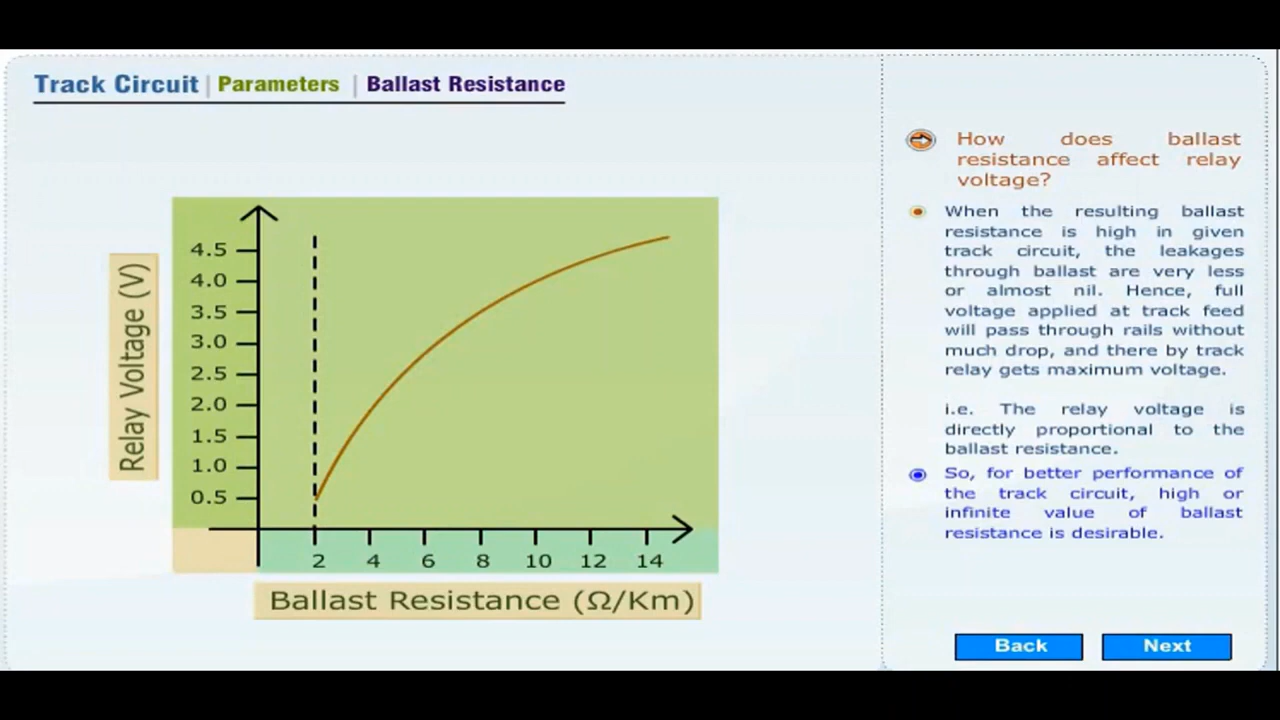 Track Circuit | Parameters | Ballast Resistance
Relay Voltage (V)
4.5
4.0
3.5
3.0
2.5
2.0
1.5
1.0
0.5
2 4 6 8 10 12 14
Ballast Resistance (Ω/Km)
How does ballast
resistance affect relay
voltage?
When the resulting ballast
resistance is high in given
track circuit, the leakages
through ballast are very less
or almost nil. Hence, full
voltage applied at track feed
will pass through rails without
much drop, and there by track
relay gets maximum voltage.
i.e. The relay voltage is
directly proportional to the
ballast resistance.
So, for better performance of
the track circuit, high or
infinite value of ballast
resistance is desirable.
Back Next